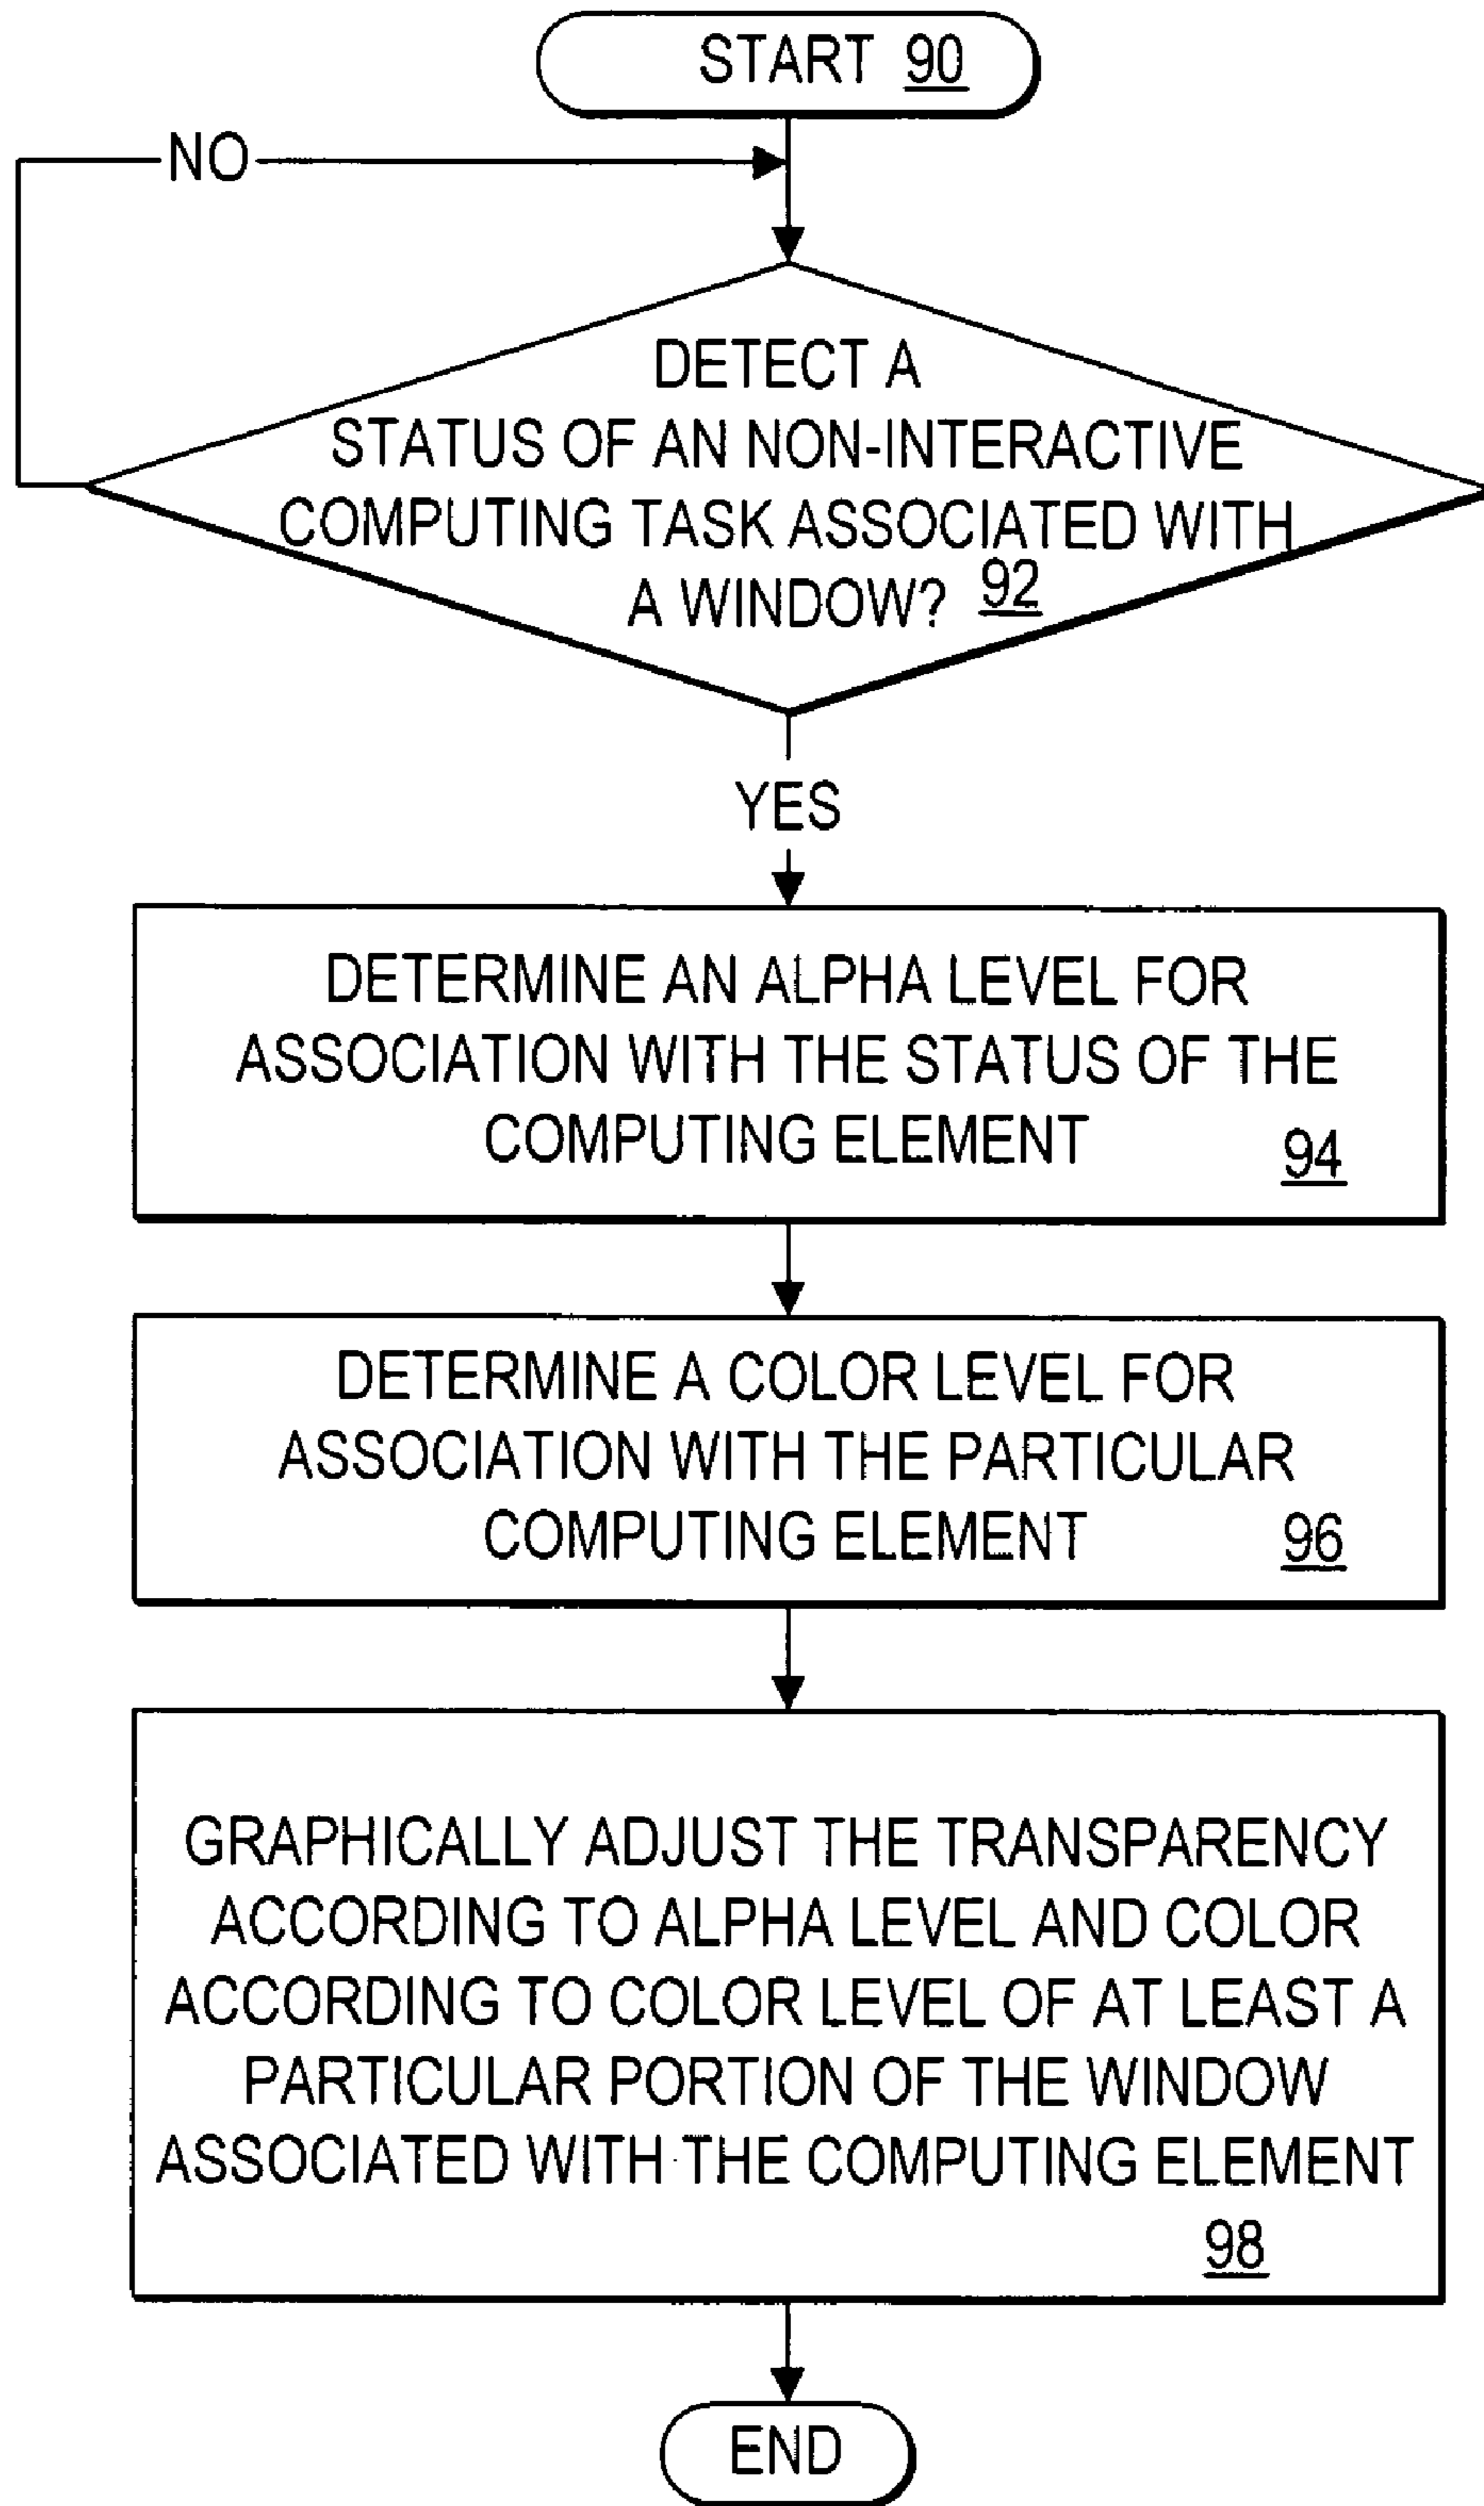 START 90
NO
DETECT A
STATUS OF AN NON-INTERACTIVE
COMPUTING TASK ASSOCIATED WITH
A WINDOW? 92
YES
DETERMINE AN ALPHA LEVEL FOR
ASSOCIATION WITH THE STATUS OF THE
COMPUTING ELEMENT 94
DETERMINE A COLOR LEVEL FOR
ASSOCIATION WITH THE PARTICULAR
COMPUTING ELEMENT 96
GRAPHICALLY ADJUST THE TRANSPARENCY
ACCORDING TO ALPHA LEVEL AND COLOR
ACCORDING TO COLOR LEVEL OF AT LEAST A
PARTICULAR PORTION OF THE WINDOW
ASSOCIATED WITH THE COMPUTING ELEMENT
98
END